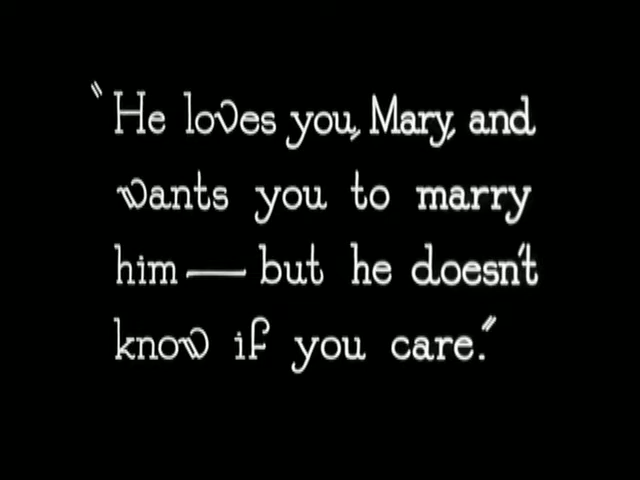 "He loves you, Mary, and
wants you to marry
him — but he doesn't
know if you care."